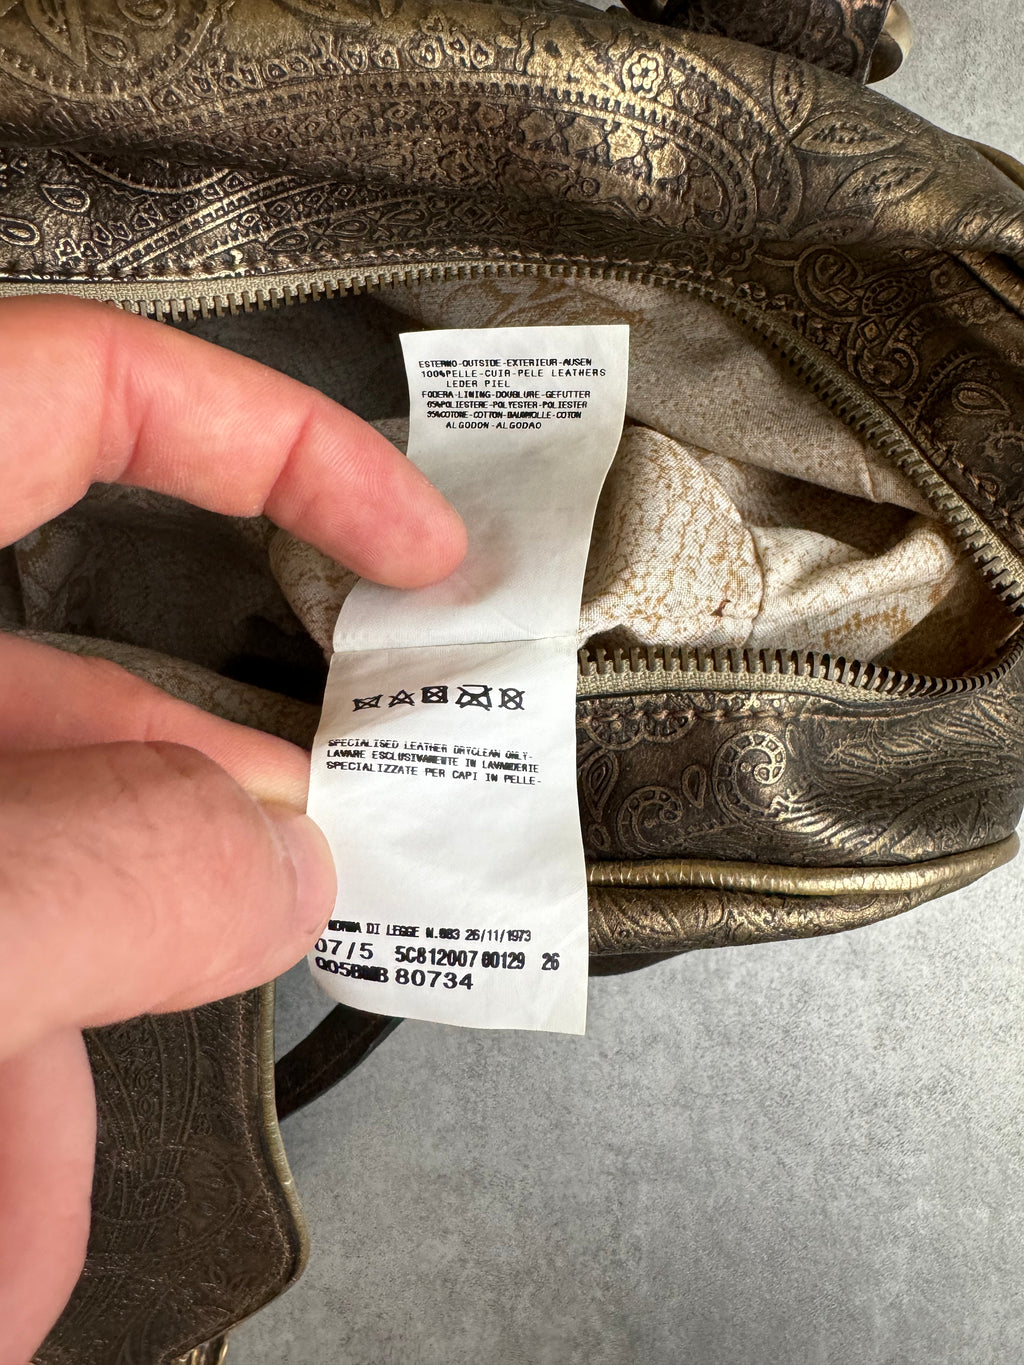 ESTERNO-OUTSIDE-EXTERIEUR-AUSEN
100%PELLE-CUIR-PELE LEATHERS
LEDER PIEL
FODERA-LINING-DOUBLURE-GEFUTTER
65%POLIESTERE-POLYESTER-POLIESTER
35%COTONE-COTTON-BAUMWOLLE-COTON
ALGODON-ALGODAO
SPECIALISED LEATHER DRYCLEAN ONLY-
LAVARE ESCLUSIVAMENTE IN LAVANDERIE
SPECIALIZZATE PER CAPI IN PELLE-
NORMA DI LEGGE N.883 26/11/1973
07/5 5C812007 00129 26
80734